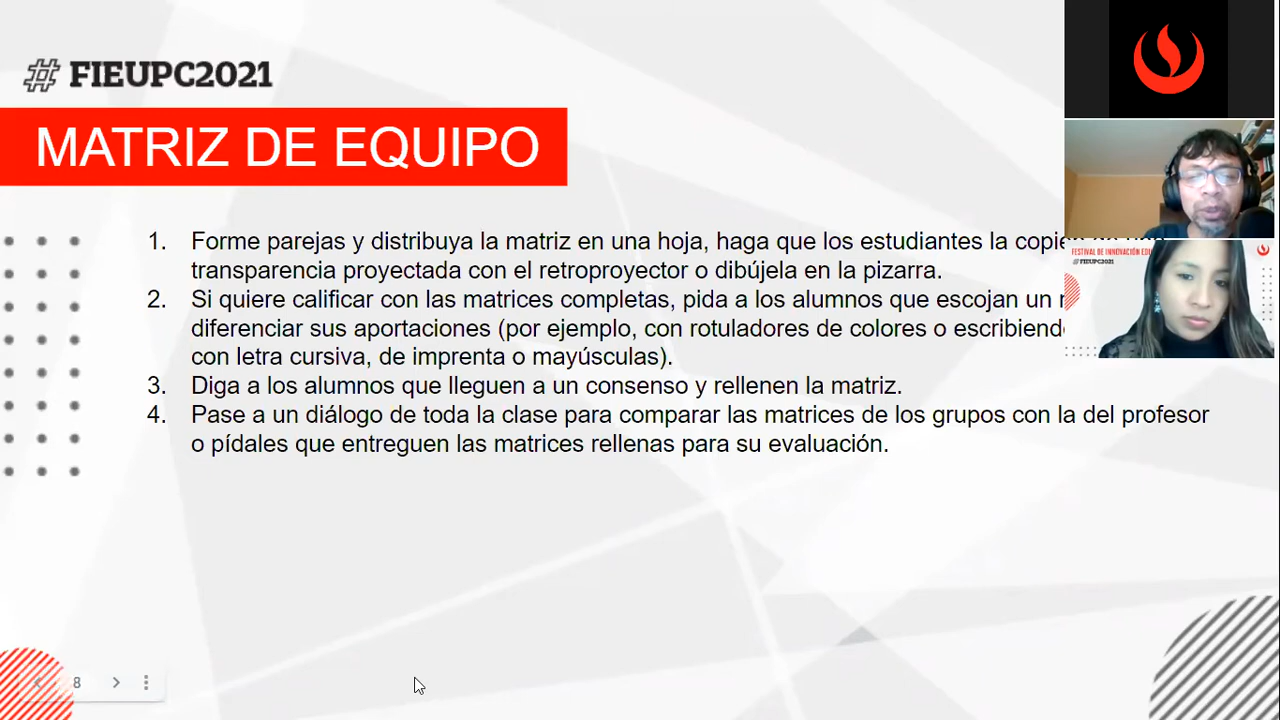 # FIEUPC2021
MATRIZ DE EQUIPO
1. Forme parejas y distribuya la matriz en una hoja, haga que los estudiantes la
transparencia proyectada con el retroproyector o dibújela en la pizarra.
2. Si quiere calificar con las matrices completas, pida a los alumnos que escojan un
diferenciar sus aportaciones (por ejemplo, con rotuladores de colores o
con letra cursiva, de imprenta o mayúsculas).
3. Diga a los alumnos que lleguen a un consenso y rellenen la matriz.
4. Pase a un diálogo de toda la clase para comparar las matrices de los grupos con la del profesor
o pídales que entreguen las matrices rellenas para su evaluación.
FESTIVAL DE INNOVACIÓN
#FIEUPC2021
8